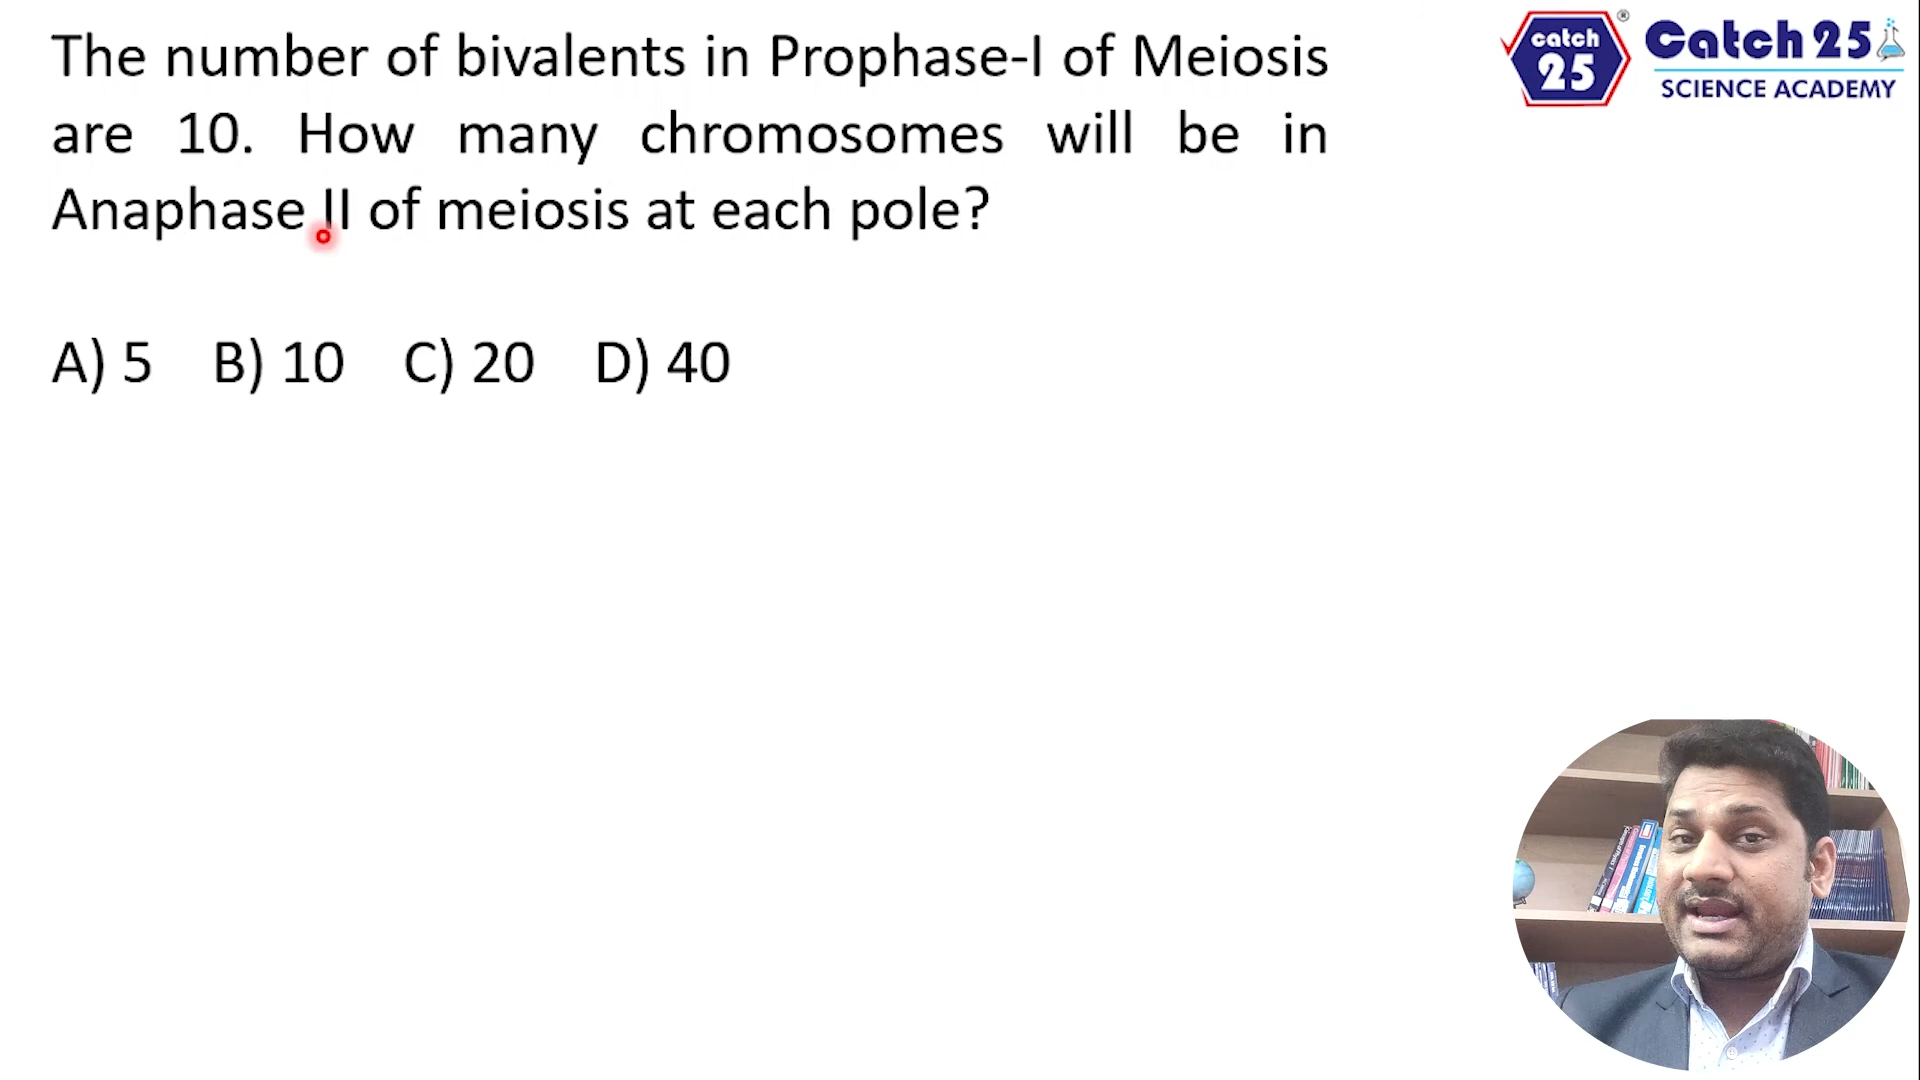 The number of bivalents in Prophase-I of Meiosis
are 10. How many chromosomes will be in
Anaphase II of meiosis at each pole?
A) 5 B) 10 C) 20 D) 40
catch
25
®
Catch 25
SCIENCE ACADEMY